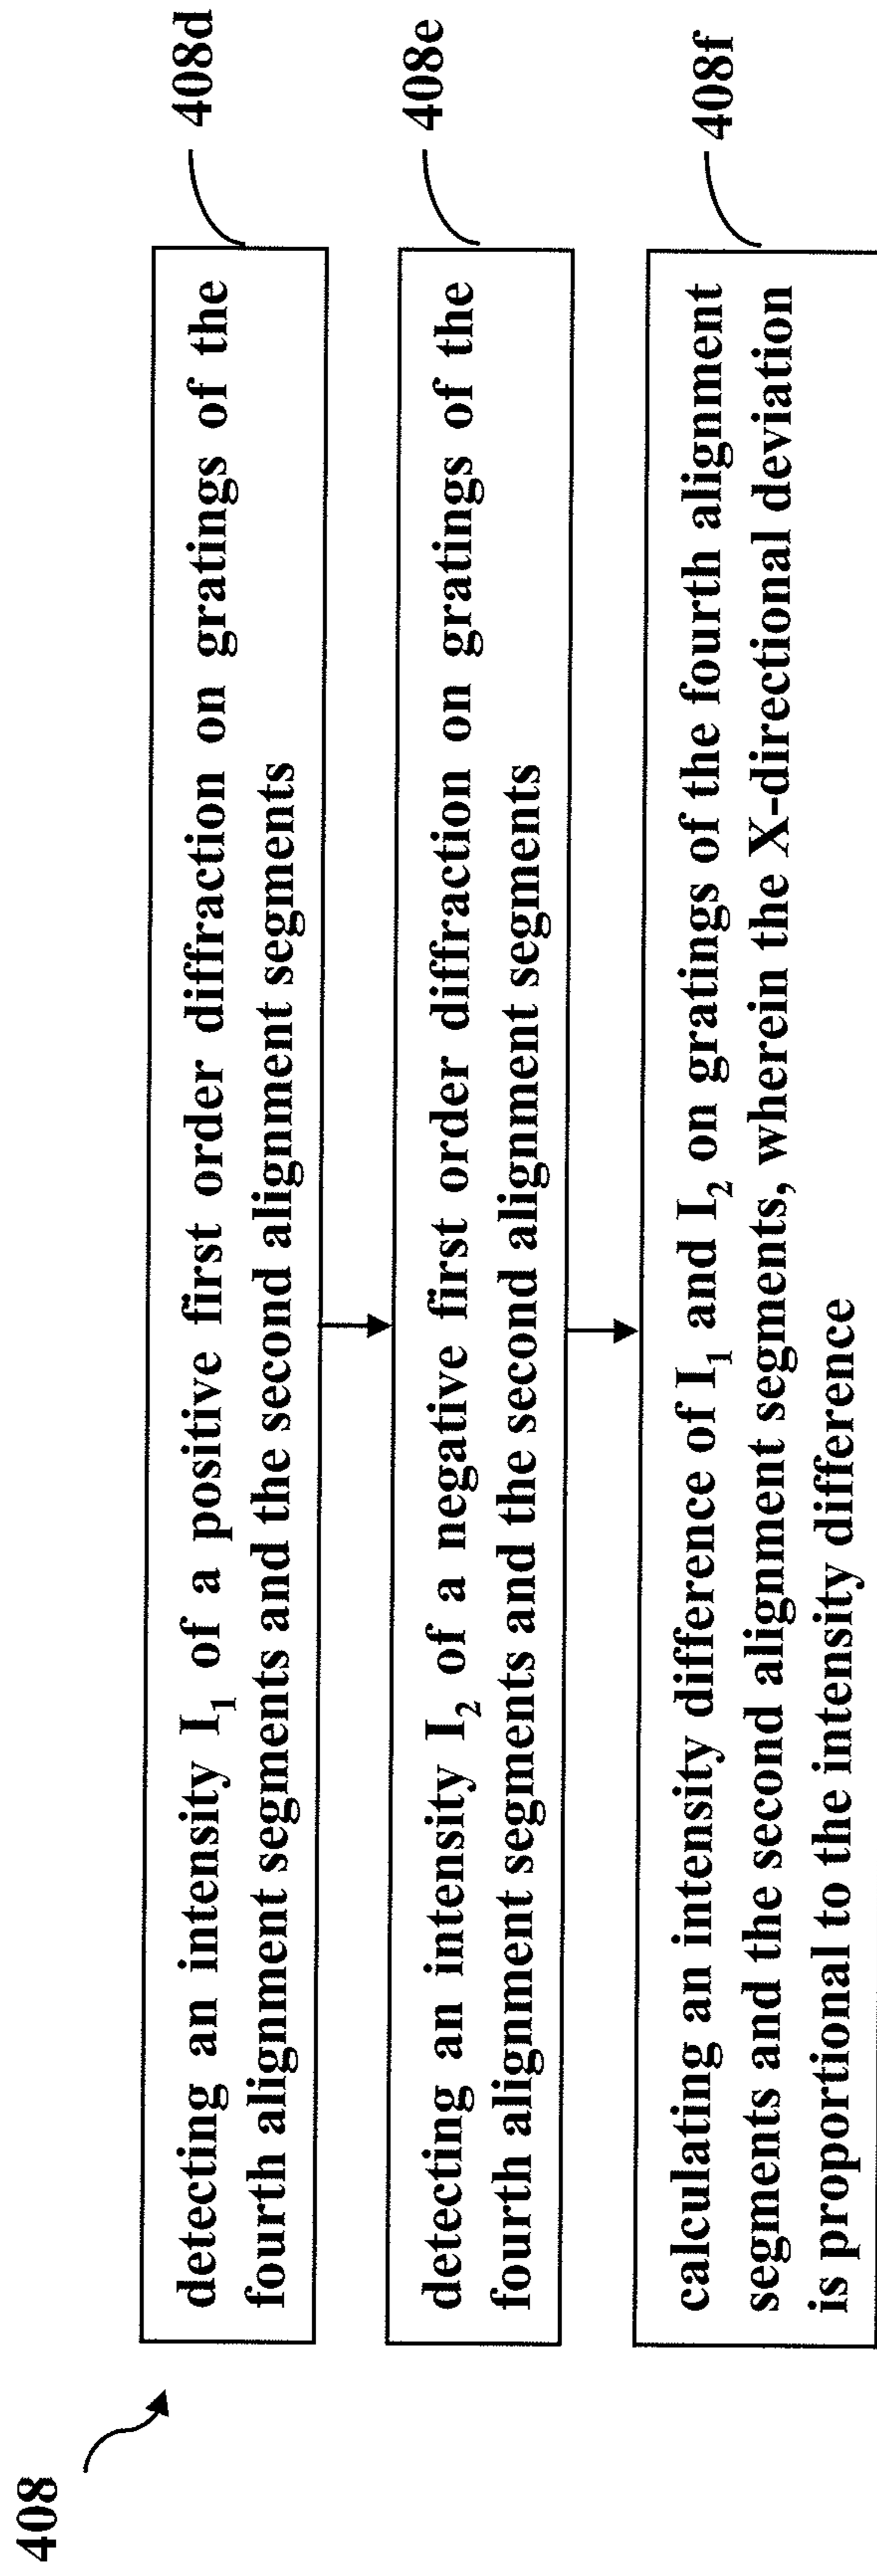 408
detecting an intensity I₁ of a positive first order diffraction on gratings of the
fourth alignment segments and the second alignment segments
408d
detecting an intensity I₂ of a negative first order diffraction on gratings of the
fourth alignment segments and the second alignment segments
408e
calculating an intensity difference of I₁ and I₂ on gratings of the fourth alignment
segments and the second alignment segments, wherein the X-directional deviation
is proportional to the intensity difference
408f